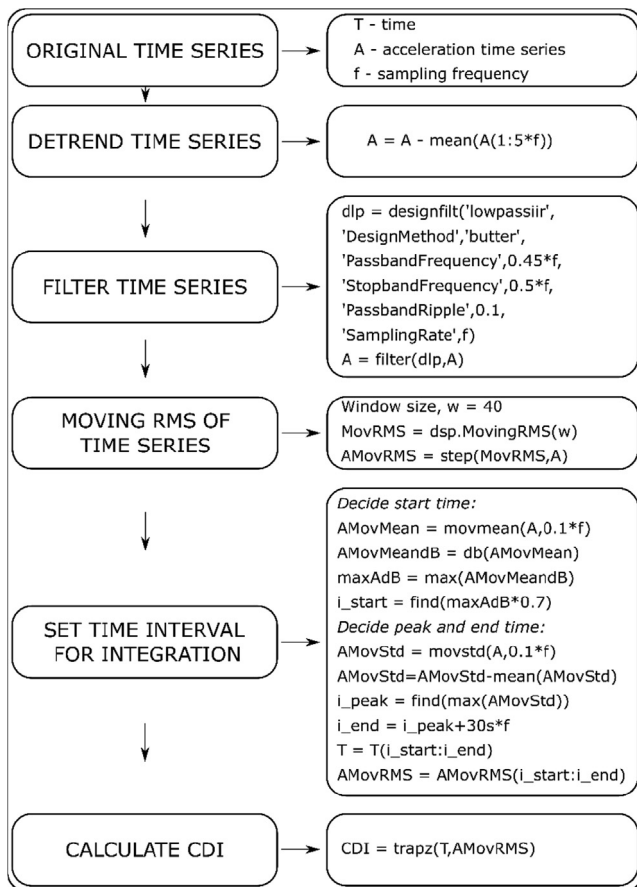 ORIGINAL TIME SERIES
T - time
A - acceleration time series
f - sampling frequency
DETREND TIME SERIES
A = A - mean(A(1:5*f))
FILTER TIME SERIES
dlp = designfilt('lowpassiir',
'DesignMethod','butter',
'PassbandFrequency',0.45*f,
'StopbandFrequency',0.5*f,
'PassbandRipple',0.1,
'SamplingRate',f)
A = filter(dlp,A)
MOVING RMS OF
TIME SERIES
Window size, w = 40
MovRMS = dsp.MovingRMS(w)
AMovRMS = step(MovRMS,A)
SET TIME INTERVAL
FOR INTEGRATION
Decide start time:
AMovMean = movmean(A,0.1*f)
AMovMeandB = db(AMovMean)
maxAdB = max(AMovMeandB)
i_start = find(maxAdB*0.7)
Decide peak and end time:
AMovStd = movstd(A,0.1*f)
AMovStd=AMovStd-mean(AMovStd)
i_peak = find(max(AMovStd))
i_end = i_peak+30s*f
T = T(i_start:i_end)
AMovRMS = AMovRMS(i_start:i_end)
CALCULATE CDI
CDI = trapz(T,AMovRMS)